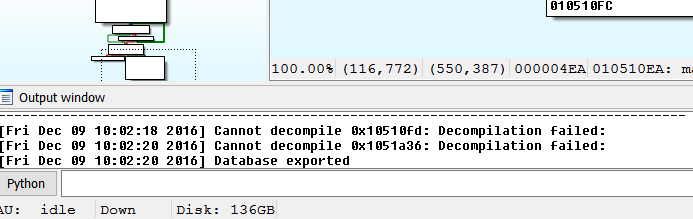 010510FC
100.00% (116,772) (550,387) 000004EA 010510EA: ma
Output window
[Fri Dec 09 10:02:18 2016] Cannot decompile 0x10510fd: Decompilation failed:
[Fri Dec 09 10:02:20 2016] Cannot decompile 0x1051a36: Decompilation failed:
[Fri Dec 09 10:02:20 2016] Database exported
Python
AU: idle Down Disk: 136GB